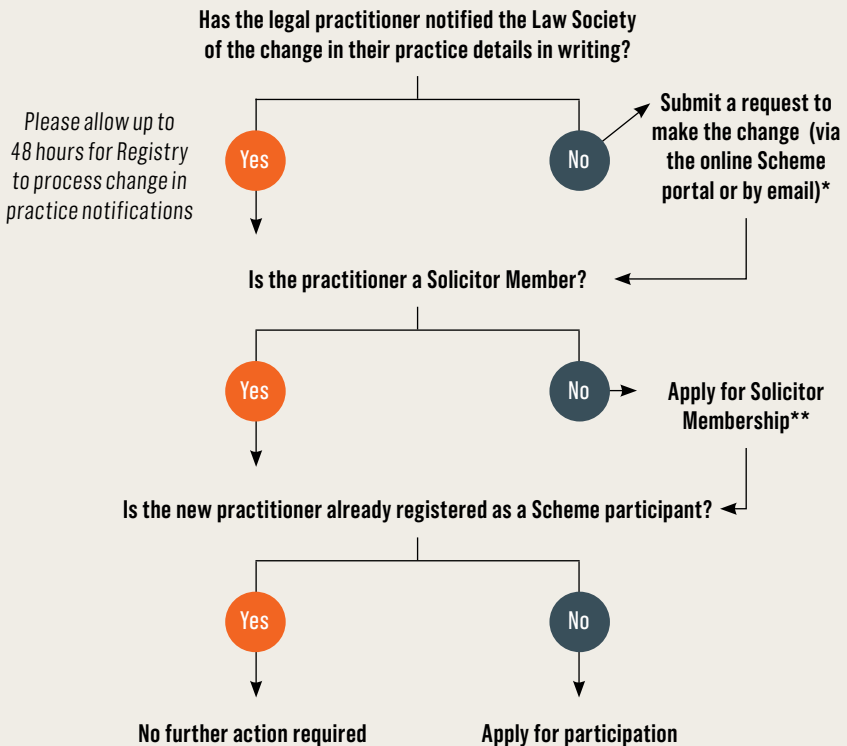 Has the legal practitioner notified the Law Society
of the change in their practice details in writing?
Please allow up to
48 hours for Registry
to process change in
practice notifications
Yes
No
Submit a request to
make the change (via
the online Scheme
portal or by email)*
Is the practitioner a Solicitor Member?
Yes
No
Apply for Solicitor
Membership**
Is the new practitioner already registered as a Scheme participant?
Yes
No
No further action required
Apply for participation